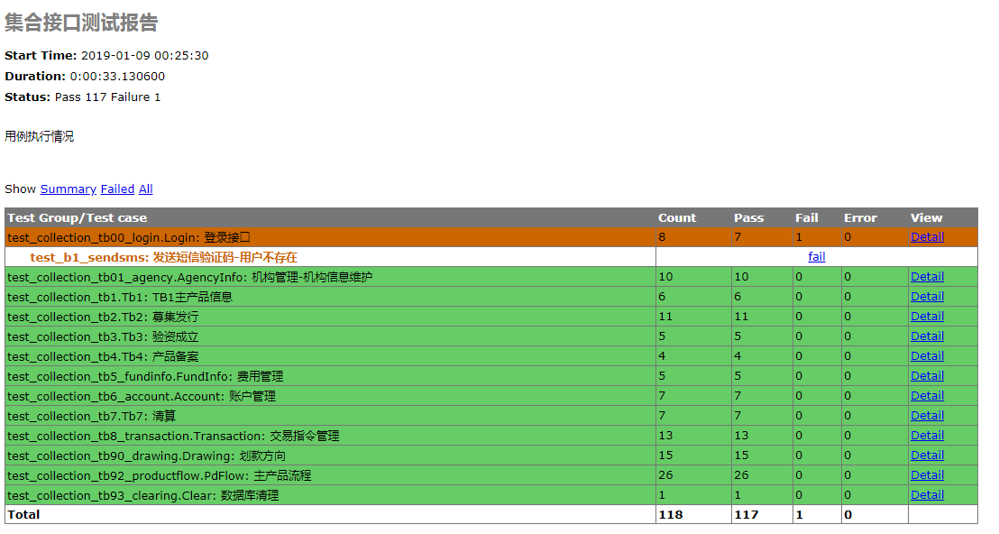 集合接口测试报告
Start Time: 2019-01-09 00:25:30
Duration: 0:00:33.130600
Status: Pass 117 Failure 1
用例执行情况
Show Summary Failed All
Test Group/Test case Count Pass Fail Error View
test_collection_tb00_login.Login: 登录接口 8 7 1 0 Detail
test_b1_sendsms: 发送短信验证码-用户不存在 fail
test_collection_tb01_agency.AgencyInfo: 机构管理-机构信息维护 10 10 0 0 Detail
test_collection_tb1.Tb1: TB1主产品信息 6 6 0 0 Detail
test_collection_tb2.Tb2: 募集发行 11 11 0 0 Detail
test_collection_tb3.Tb3: 验资成立 5 5 0 0 Detail
test_collection_tb4.Tb4: 产品备案 4 4 0 0 Detail
test_collection_tb5_fundinfo.FundInfo: 费用管理 5 5 0 0 Detail
test_collection_tb6_account.Account: 账户管理 7 7 0 0 Detail
test_collection_tb7.Tb7: 清算 7 7 0 0 Detail
test_collection_tb8_transaction.Transaction: 交易指令管理 13 13 0 0 Detail
test_collection_tb90_drawing.Drawing: 划款方向 15 15 0 0 Detail
test_collection_tb92_productflow.PdFlow: 主产品流程 26 26 0 0 Detail
test_collection_tb93_clearing.Clear: 数据库清理 1 1 0 0 Detail
Total 118 117 1 0